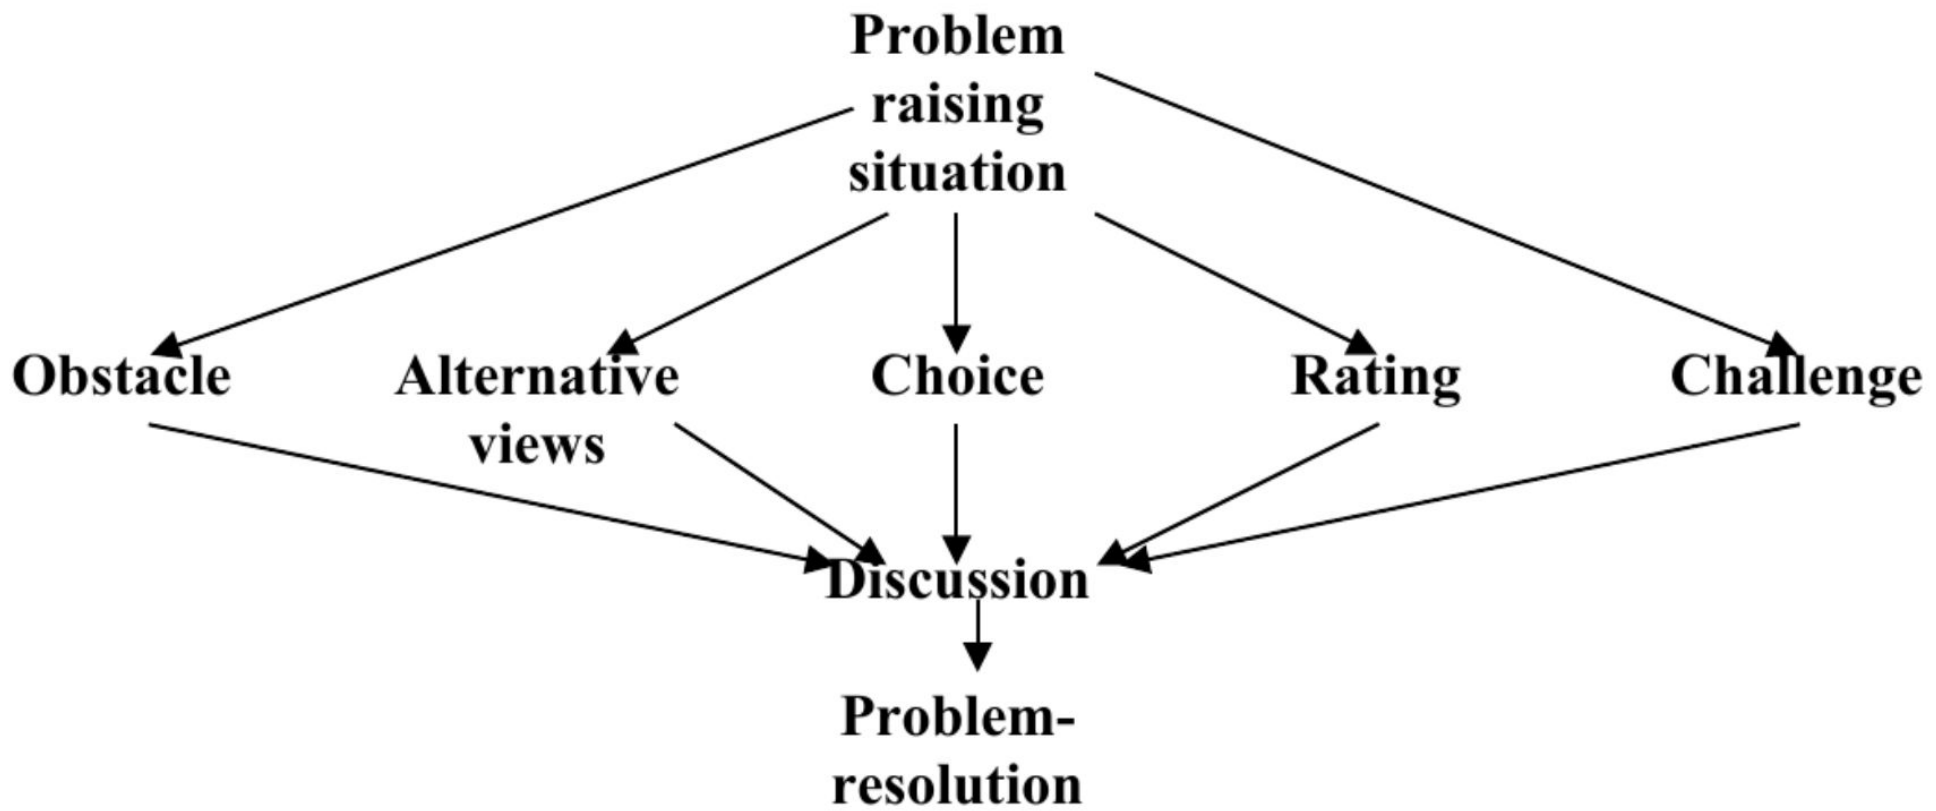 Problem
raising
situation
Obstacle
Alternative
views
Choice
Rating
Challenge
Discussion
Problem-
resolution